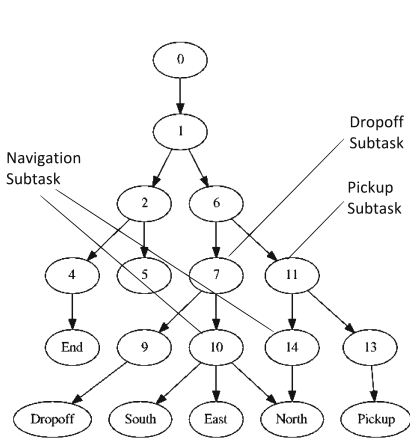 0
1
Dropoff
Subtask
Navigation
Subtask
Pickup
Subtask
2
6
4
5
7
11
End
9
10
14
13
Dropoff
South
East
North
Pickup